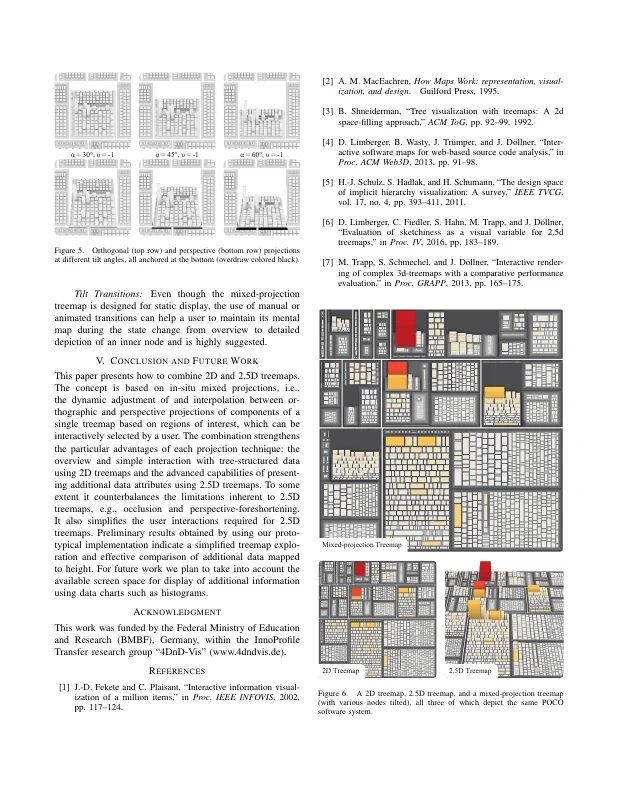 α = 30°, υ = -1
α = 45°, υ = -1
α = 60°, υ = -1
Figure 5. Orthogonal (top row) and perspective (bottom row) projections
at different tilt angles, all anchored at the bottom (overdraw colored black).
Tilt Transitions: Even though the mixed-projection
treemap is designed for static display, the use of manual or
animated transitions can help a user to maintain its mental
map during the state change from overview to detailed
depiction of an inner node and is highly suggested.
V. Conclusion and Future Work
This paper presents how to combine 2D and 2.5D treemaps.
The concept is based on in-situ mixed projections, i.e.,
the dynamic adjustment of and interpolation between or-
thographic and perspective projections of components of a
single treemap based on regions of interest, which can be
interactively selected by a user. The combination strengthens
the particular advantages of each projection technique: the
overview and simple interaction with tree-structured data
using 2D treemaps and the advanced capabilities of present-
ing additional data attributes using 2.5D treemaps. To some
extent it counterbalances the limitations inherent to 2.5D
treemaps, e.g., occlusion and perspective-foreshortening.
It also simplifies the user interactions required for 2.5D
treemaps. Preliminary results obtained by using our proto-
typical implementation indicate a simplified treemap explo-
ration and effective comparison of additional data mapped
to height. For future work we plan to take into account the
available screen space for display of additional information
using data charts such as histograms.
Acknowledgment
This work was funded by the Federal Ministry of Education
and Research (BMBF), Germany, within the InnoProfile
Transfer research group “4DnD-Vis” (www.4dndvis.de).
References
[1] J.-D. Fekete and C. Plaisant, “Interactive information visual-
ization of a million items,” in Proc. IEEE INFOVIS, 2002,
pp. 117–124.
[2] A. M. MacEachren, How Maps Work: representation, visual-
ization, and design. Guilford Press, 1995.
[3] B. Shneiderman, “Tree visualization with treemaps: A 2d
space-filling approach,” ACM ToG, pp. 92–99, 1992.
[4] D. Limberger, B. Wasty, J. Trümper, and J. Döllner, “Inter-
active software maps for web-based source code analysis,” in
Proc. ACM Web3D, 2013, pp. 91–98.
[5] H.-J. Schulz, S. Hadlak, and H. Schumann, “The design space
of implicit hierarchy visualization: A survey,” IEEE TVCG,
vol. 17, no. 4, pp. 393–411, 2011.
[6] D. Limberger, C. Fiedler, S. Hahn, M. Trapp, and J. Döllner,
“Evaluation of sketchiness as a visual variable for 2.5d
treemaps,” in Proc. IV, 2016, pp. 183–189.
[7] M. Trapp, S. Schmechel, and J. Döllner, “Interactive render-
ing of complex 3d-treemaps with a comparative performance
evaluation,” in Proc. GRAPP, 2013, pp. 165–175.
Mixed-projection Treemap
2D Treemap
2.5D Treemap
Figure 6. A 2D treemap, 2.5D treemap, and a mixed-projection treemap
(with various nodes tilted), all three of which depict the same POCO
software system.